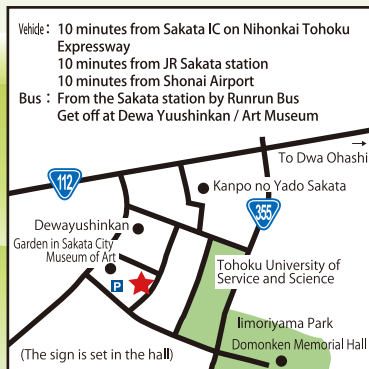 Vehicle : 10 minutes from Sakata IC on Nihonkai Tohoku
Expressway
10 minutes from JR Sakata station
10 minutes from Shonai Airport
Bus : From the Sakata station by Runrun Bus
Get off at Dewa Yuushinkan / Art Museum
To Dwa Ohashi
112
Kanpo no Yado Sakata
355
Dewayushinkan
Garden in Sakata City
Museum of Art
P
Tohoku University of
Service and Science
Iimoriyama Park
Domonken Memorial Hall
(The sign is set in the hall)